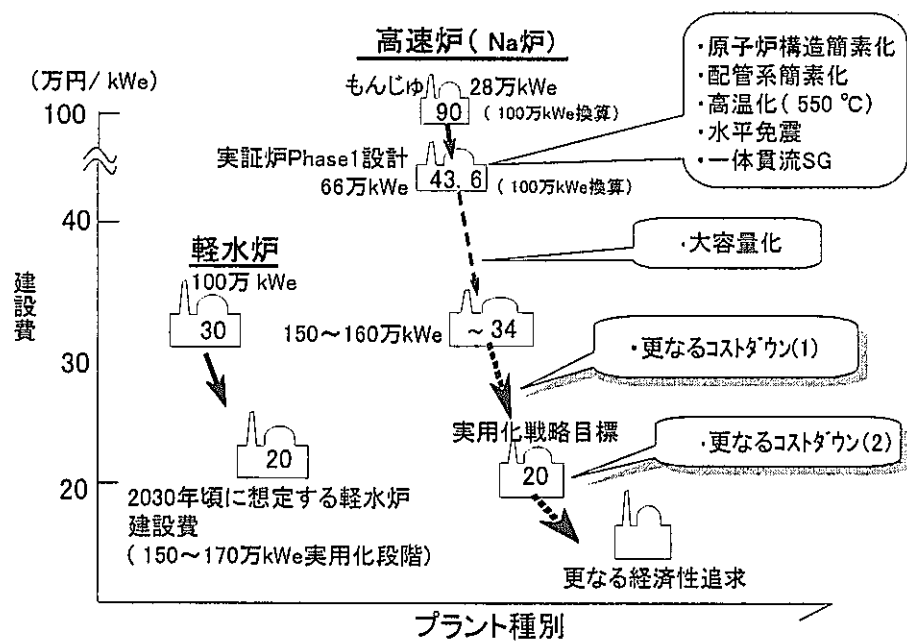 高速炉( Na炉)
(万円/ kWe)
もんじゅ 28万kWe
90 ( 100万kWe換算)
100
実証炉Phase1設計
66万kWe 43. 6 ( 100万kWe換算)
・原子炉構造簡素化
・配管系簡素化
・高温化( 550 ℃)
・水平免震
・一体貫流SG
40
・大容量化
軽水炉
100万 kWe
30
150～160万kWe ～ 34
建設費
30
・更なるコストダウン(1)
実用化戦略目標
・更なるコストダウン(2)
20
20
20
2030年頃に想定する軽水炉
建設費
( 150～170万kWe実用化段階)
更なる経済性追求
プラント種別